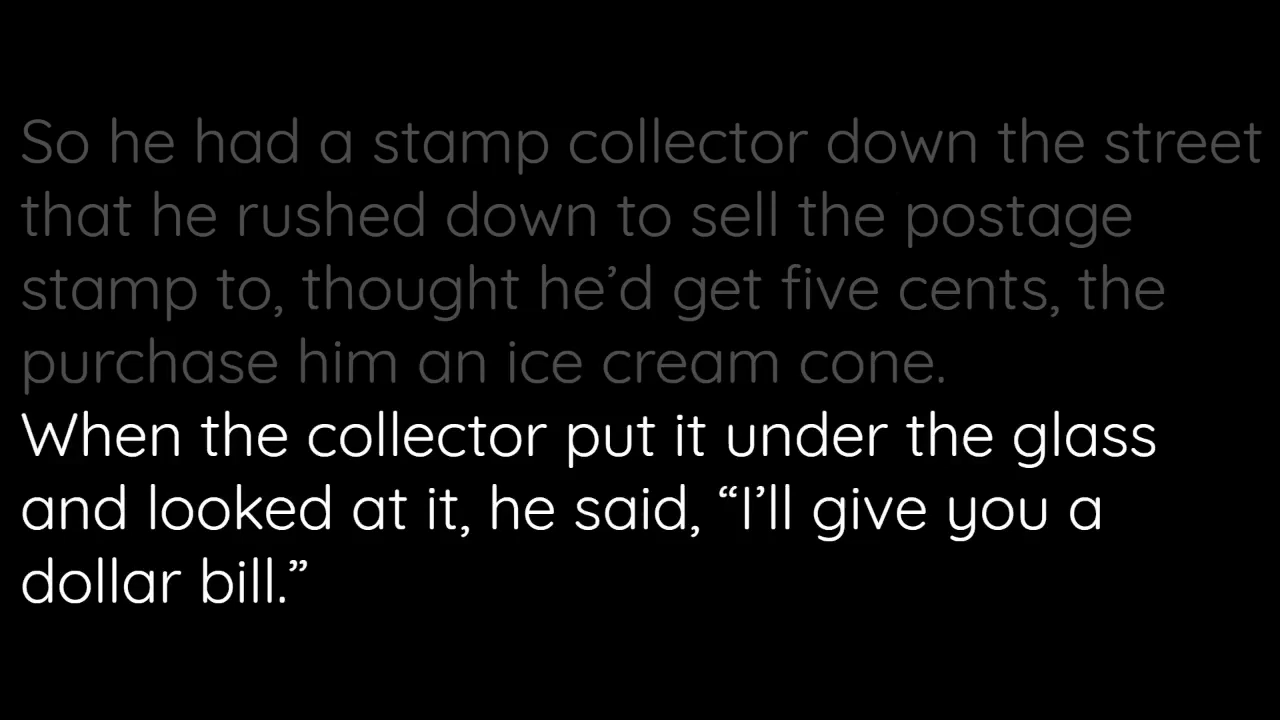 So he had a stamp collector down the street
that he rushed down to sell the postage
stamp to, thought he’d get five cents, the
purchase him an ice cream cone.
When the collector put it under the glass
and looked at it, he said, “I’ll give you a
dollar bill.”